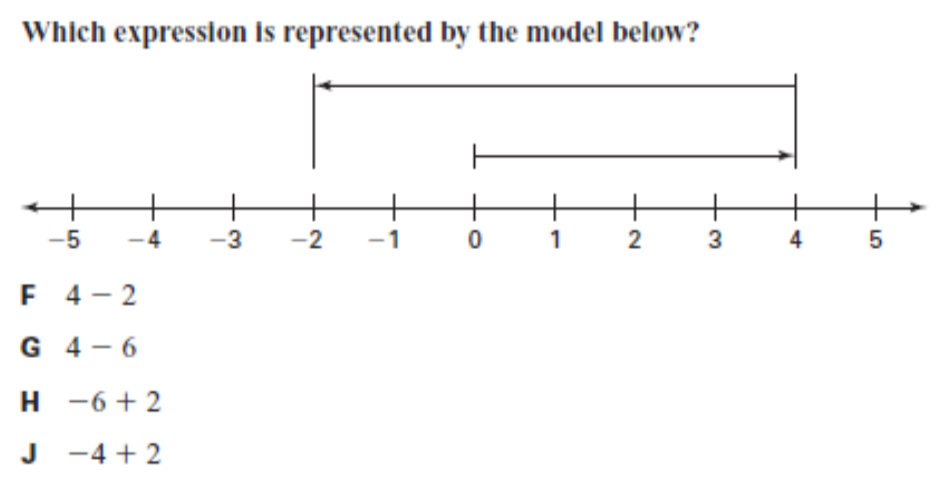 Which expression is represented by the model below?
−5 −4 −3 −2 −1 0 1 2 3 4 5
F 4 − 2
G 4 − 6
H −6 + 2
J −4 + 2